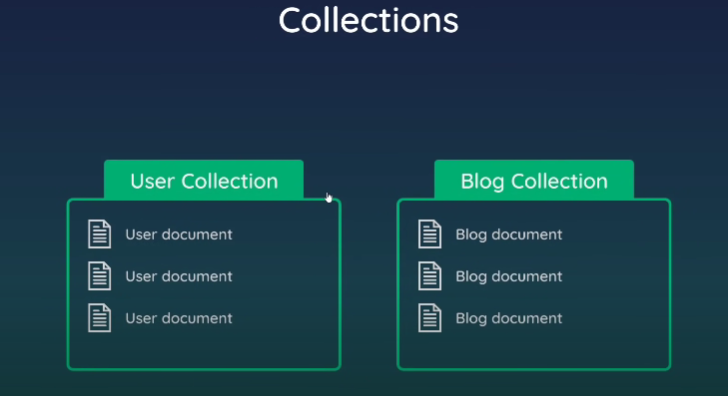 Collections
User Collection
User document
User document
User document
Blog Collection
Blog document
Blog document
Blog document